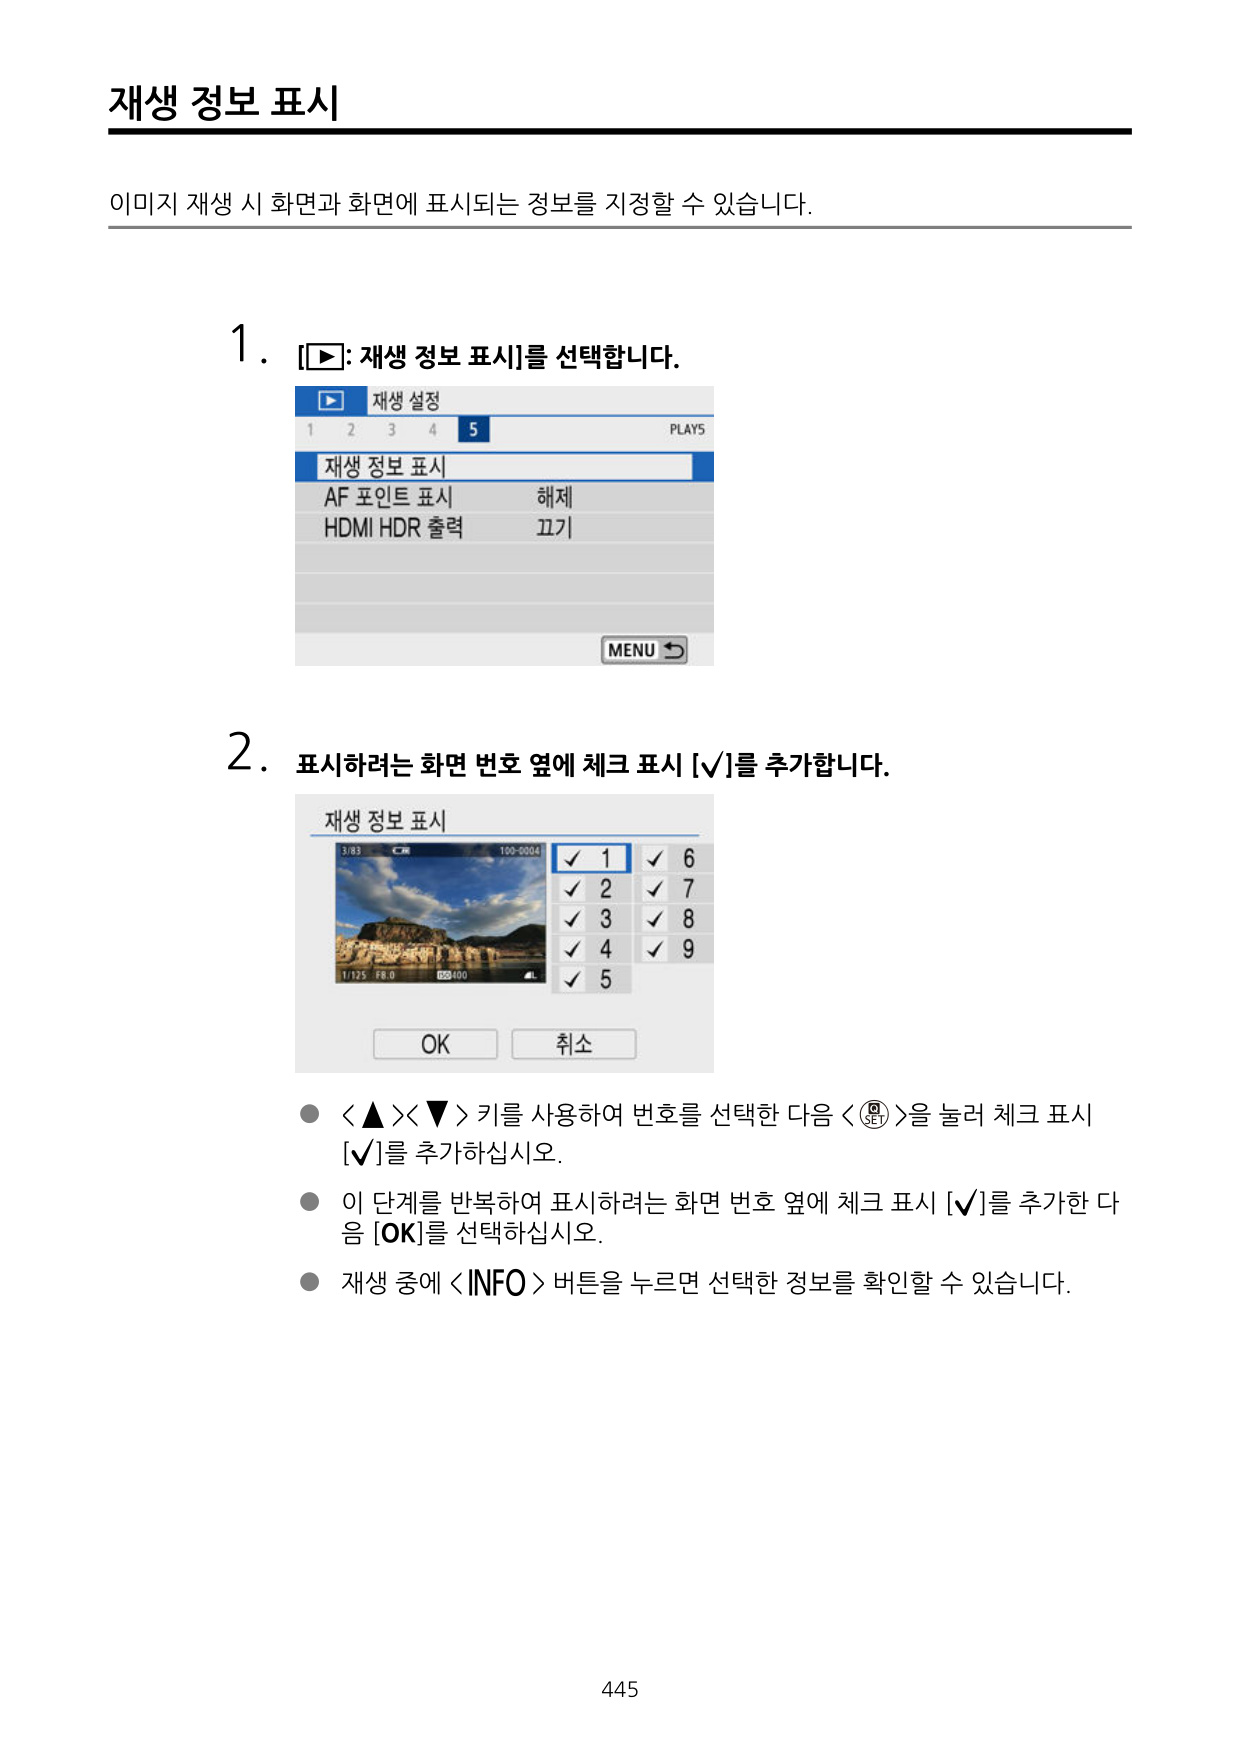 재생 정보 표시
이미지 재생 시 화면과 화면에 표시되는 정보를 지정할 수 있습니다.
1. [▶: 재생 정보 표시]를 선택합니다.
재생 설정
1 2 3 4 5 PLAY5
재생 정보 표시
AF 포인트 표시 해제
HDMI HDR 출력 끄기
MENU
2. 표시하려는 화면 번호 옆에 체크 표시 [✓]를 추가합니다.
재생 정보 표시
3/83 100-0004
✓ 1 ✓ 6
✓ 2 ✓ 7
✓ 3 ✓ 8
✓ 4 ✓ 9
1/125 F8.0 ISO400 L
✓ 5
OK 취소
● <▲><▼> 키를 사용하여 번호를 선택한 다음 <Q SET>을 눌러 체크 표시
[✓]를 추가하십시오.
● 이 단계를 반복하여 표시하려는 화면 번호 옆에 체크 표시 [✓]를 추가한 다
음 [OK]를 선택하십시오.
● 재생 중에 <INFO> 버튼을 누르면 선택한 정보를 확인할 수 있습니다.
445